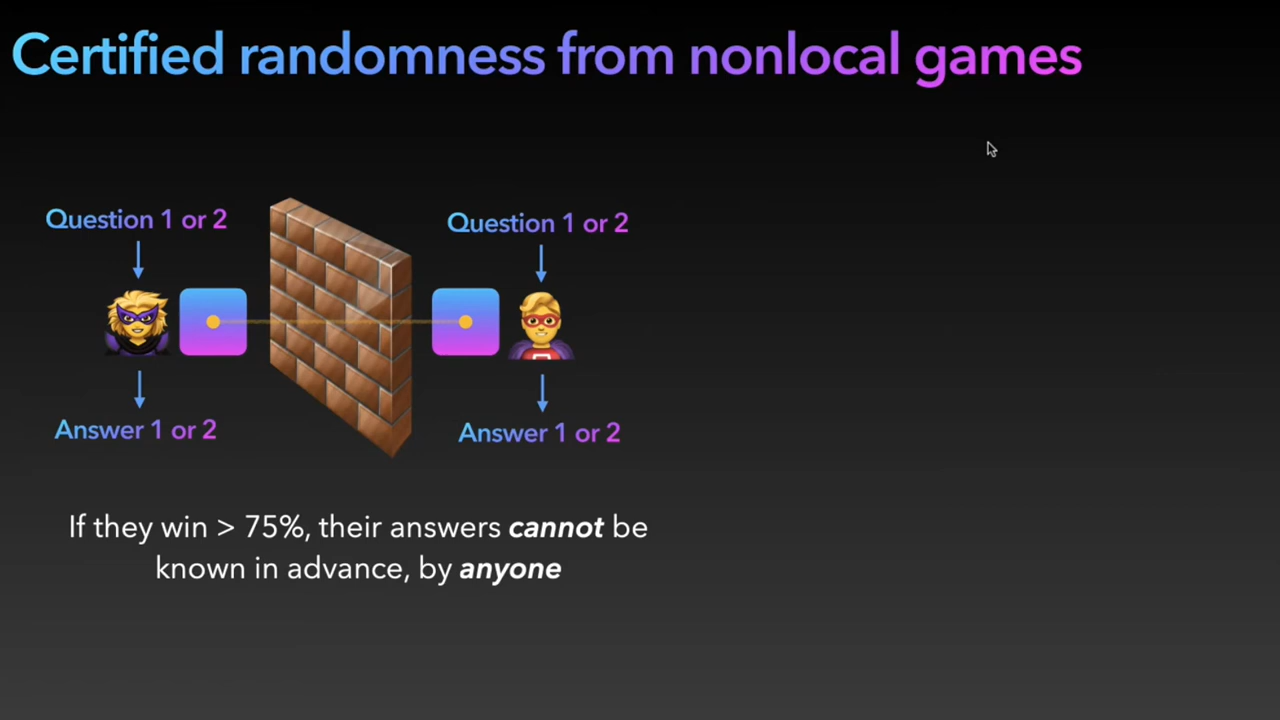 Certified randomness from nonlocal games
Question 1 or 2
Question 1 or 2
Answer 1 or 2
Answer 1 or 2
If they win > 75%, their answers cannot be
known in advance, by anyone